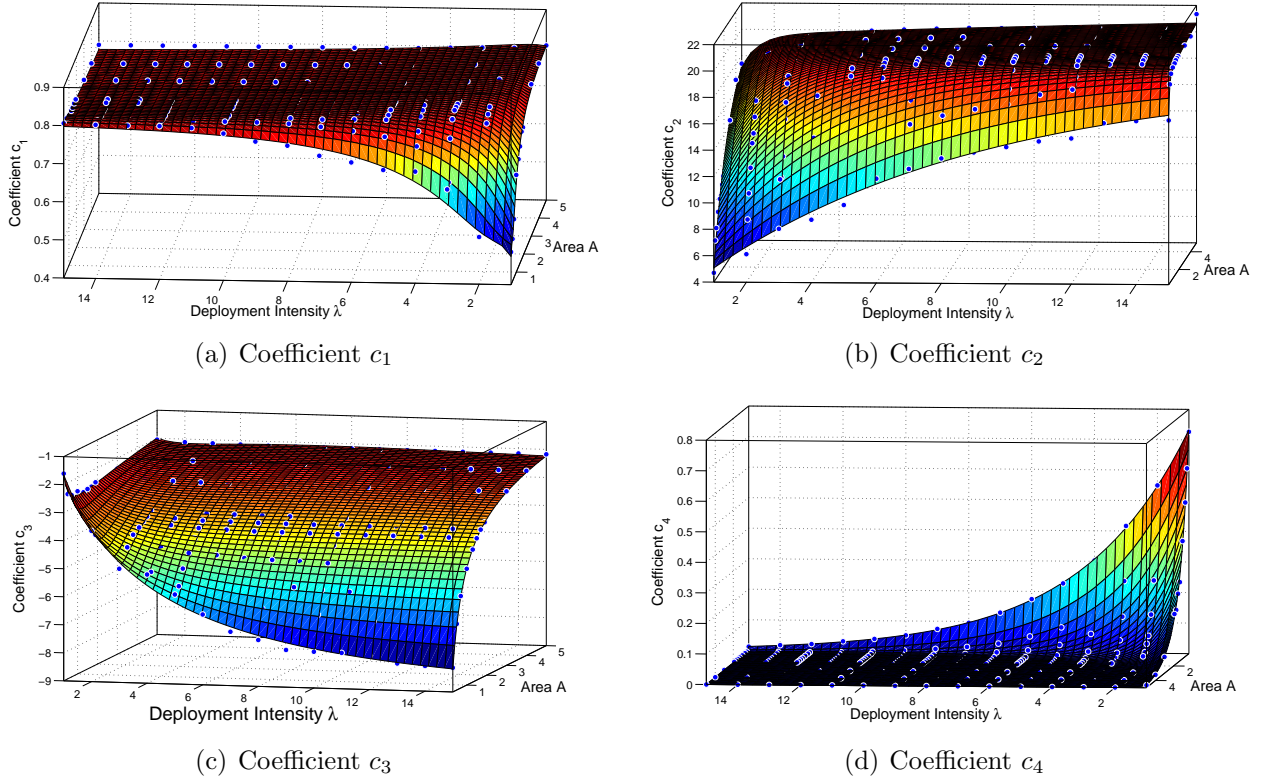 0.9
0.8
0.7
0.6
0.5
0.4
Coefficient c1
14 12 10 8 6 4 2
Deployment Intensity λ
5
4
3
2
1
Area A
22
20
18
16
14
12
10
8
6
4
Coefficient c2
2 4 6 8 10 12 14
Deployment Intensity λ
4
2
Area A
(a) Coefficient c1
(b) Coefficient c2
−1
−2
−3
−4
−5
−6
−7
−8
−9
Coefficient c3
2 4 6 8 10 12 14
Deployment Intensity λ
5
4
3
2
1
Area A
0.8
0.7
0.6
0.5
0.4
0.3
0.2
0.1
0
Coefficient c4
14 12 10 8 6 4 2
Deployment Intensity λ
2
4
Area A
(c) Coefficient c3
(d) Coefficient c4